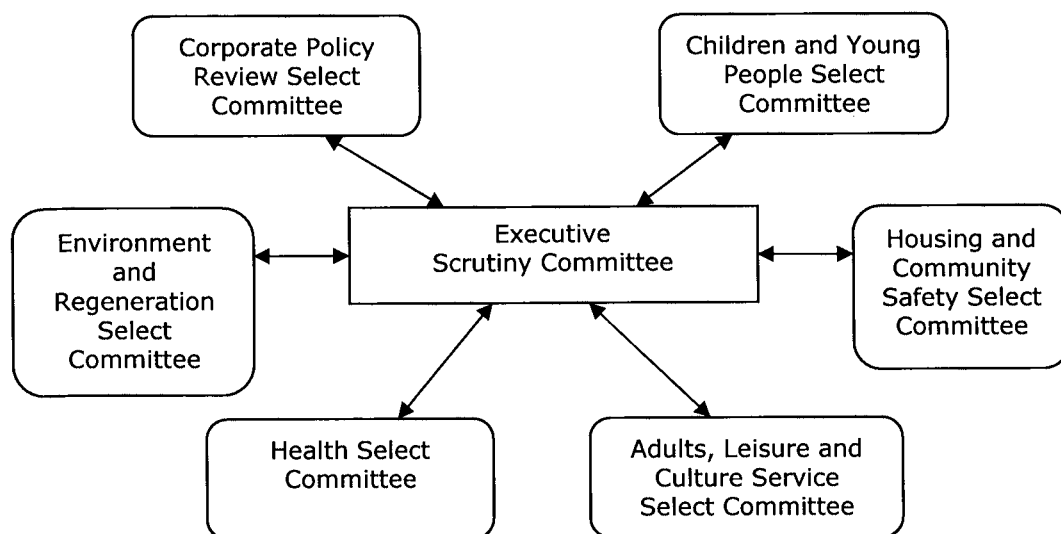 Corporate Policy
Review Select
Committee
Children and Young
People Select
Committee
Environment
and
Regeneration
Select
Committee
Executive
Scrutiny Committee
Housing and
Community
Safety Select
Committee
Health Select
Committee
Adults, Leisure and
Culture Service
Select Committee